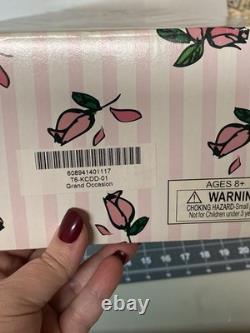 608941401117
T6-KCDD-01
Grand Occasion
AGES 8+
WARNING
CHOKING HAZARD-Small
Not for Children under 3 ye
15 16 17 18 19 20